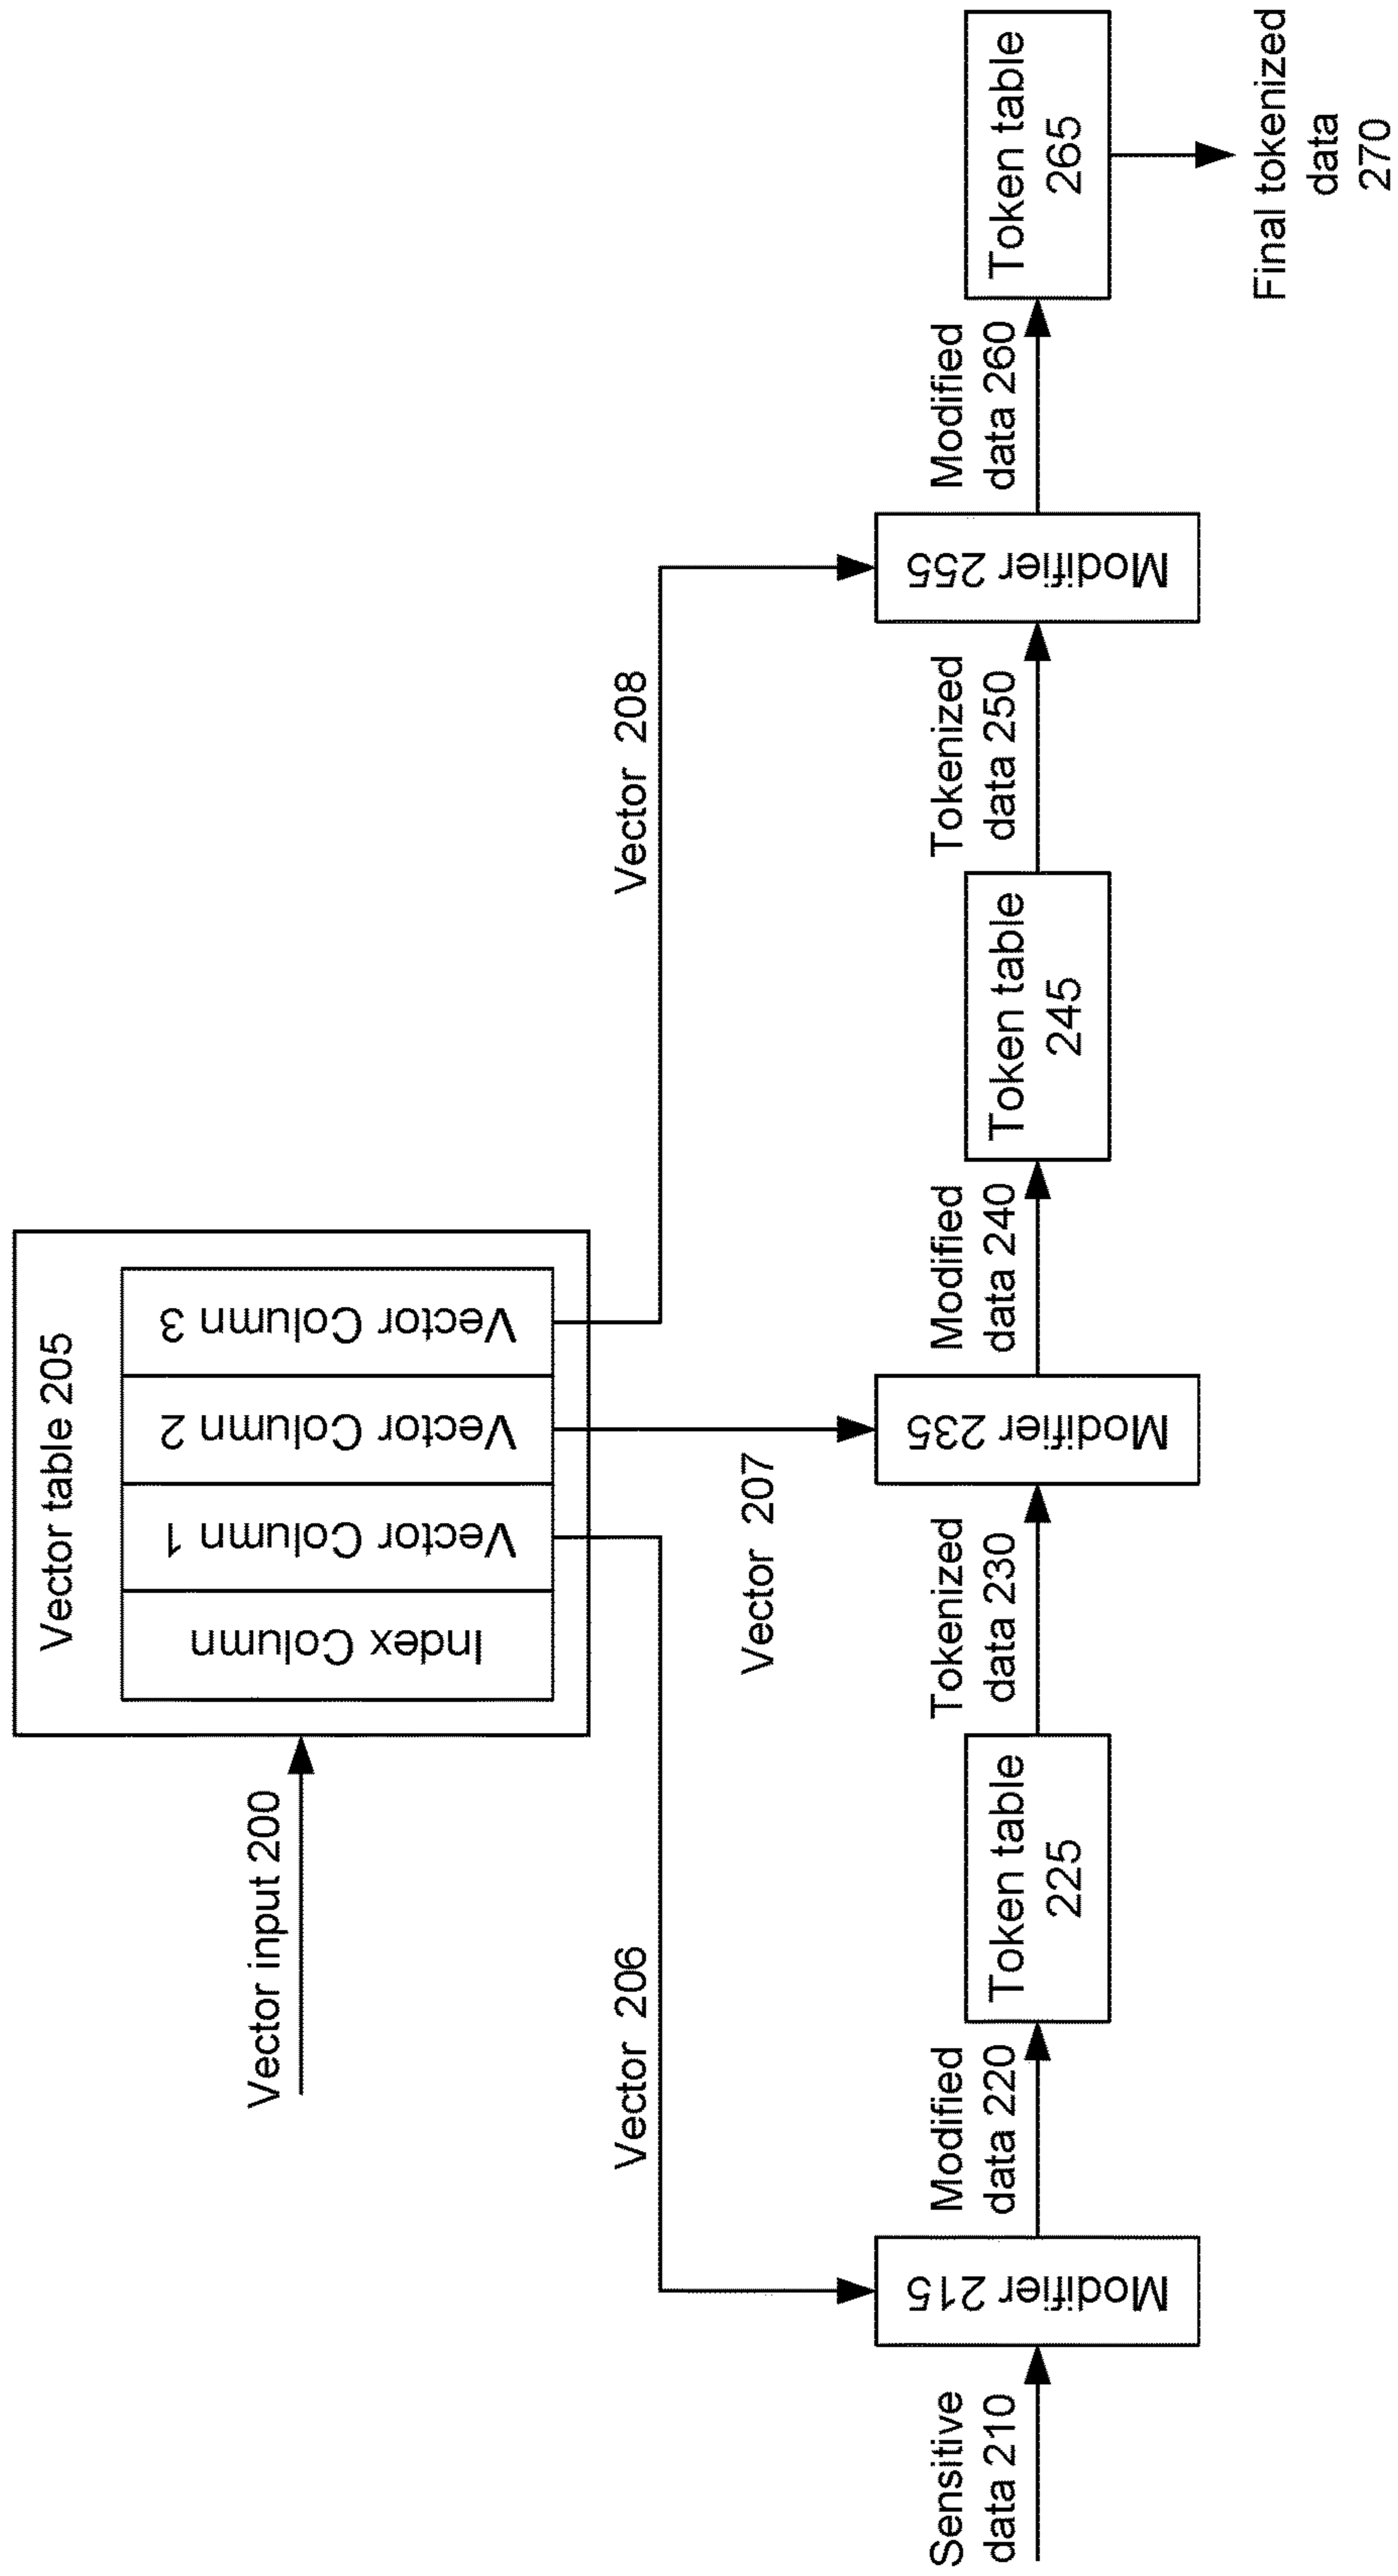 Vector input 200
Vector table 205
Index Column
Vector Column 1
Vector Column 2
Vector Column 3
Vector 206
Vector 207
Vector 208
Sensitive
data 210
Modifier 215
Modified
data 220
Token table
225
Tokenized
data 230
Modifier 235
Modified
data 240
Token table
245
Tokenized
data 250
Modifier 255
Modified
data 260
Token table
265
Final tokenized
data
270